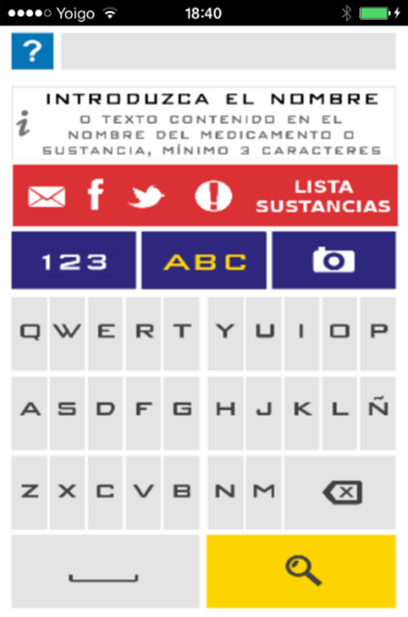 Yoigo 18:40
?
INTRODUZCA EL NOMBRE
O TEXTO CONTENIDO EN EL
NOMBRE DEL MEDICAMENTO O
SUSTANCIA, MÍNIMO 3 CARACTERES
LISTA
SUSTANCIAS
123 ABC
Q W E R T Y U I O P
A S D F G H J K L Ñ
Z X C V B N M